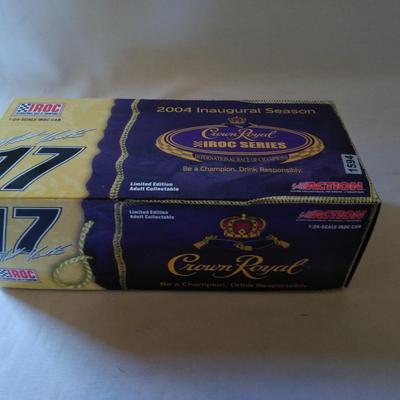 IROC
1:24-SCALE IROC CAR
17
2004 Inaugural Season
Crown Royal
IROC SERIES
INTERNATIONAL RACE OF CHAMPIONS
Be a Champion. Drink Responsibly.
Limited Edition
Adult Collectable
ACTION
1594
17
IROC
Limited Edition
Adult Collectable
Crown Royal
Be a Champion. Drink Responsibly.
ACTION
1:24-SCALE IROC CAR